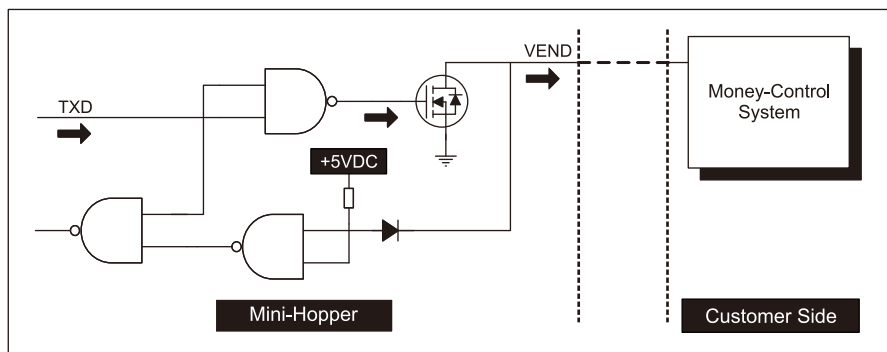 VEND
TXD
Money-Control
System
+5VDC
Mini-Hopper
Customer Side